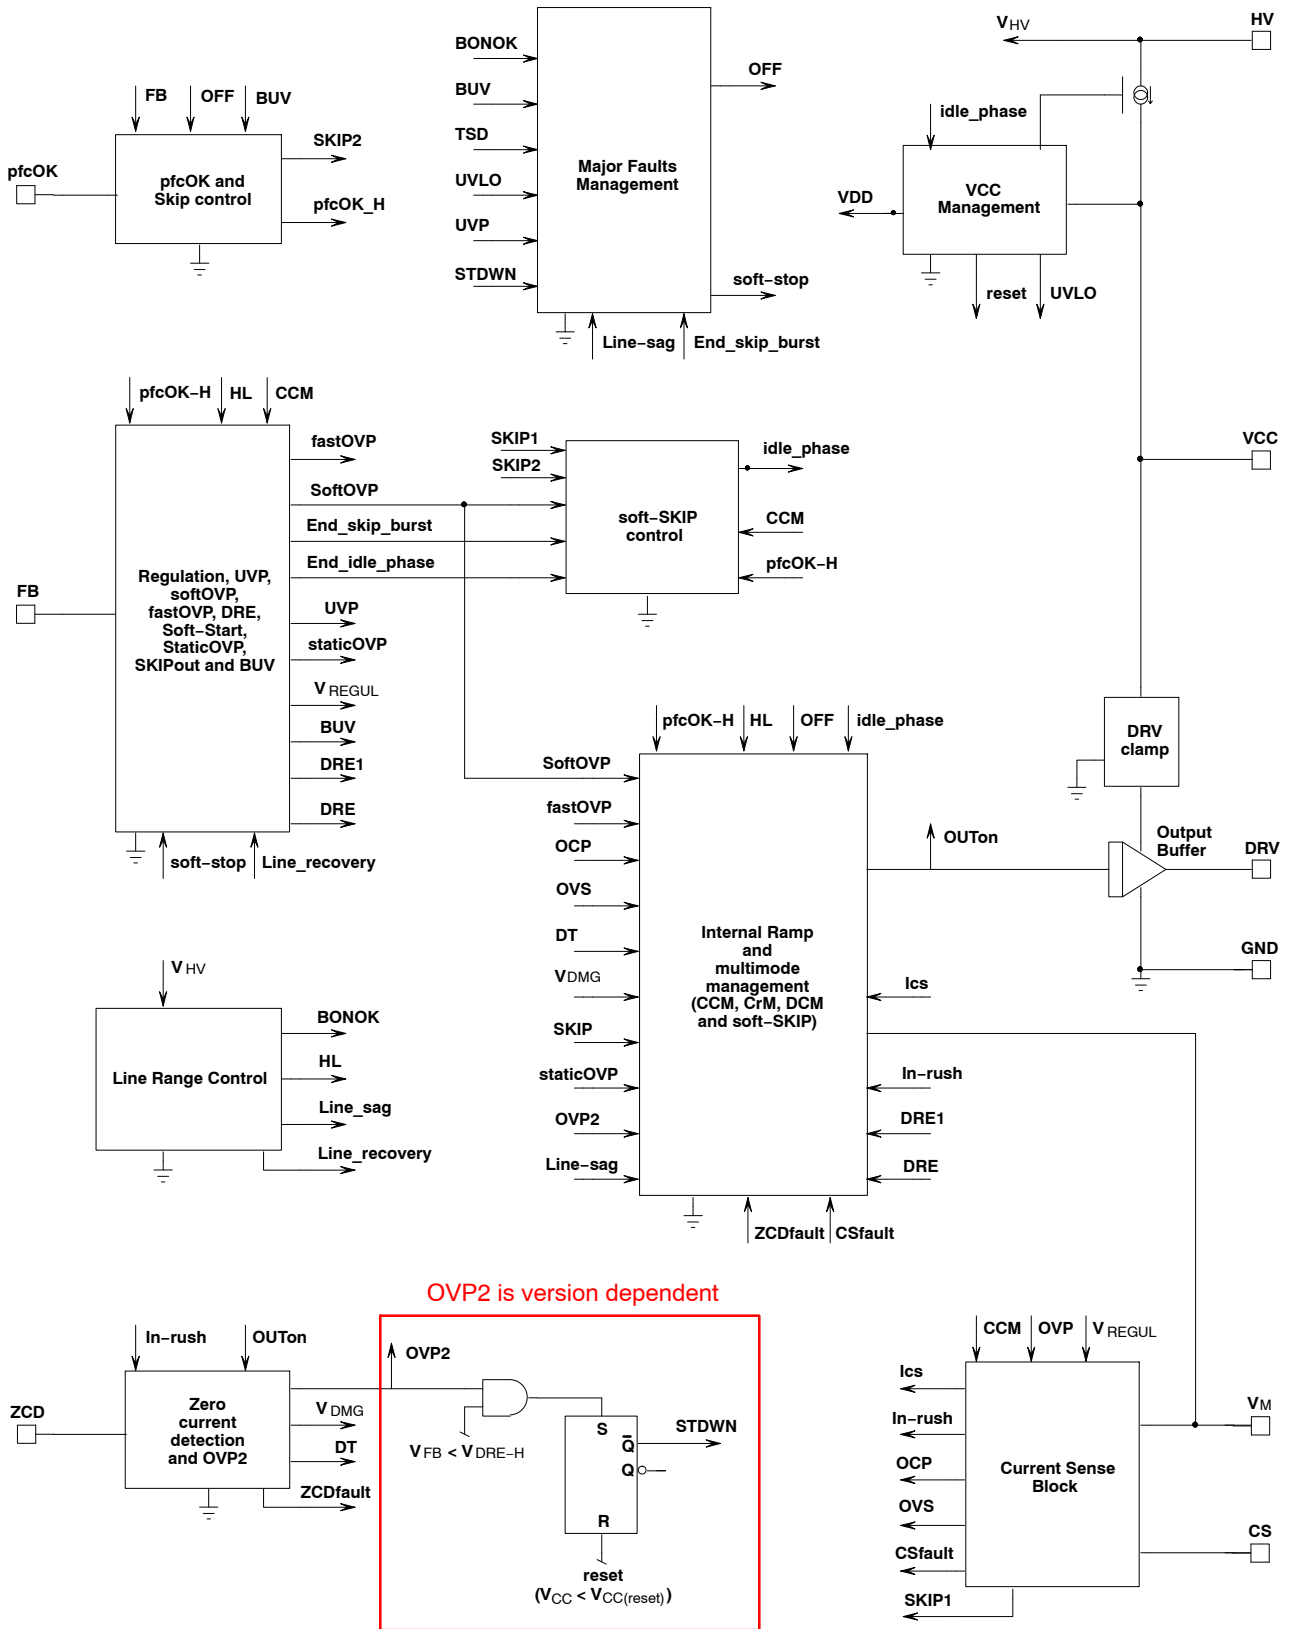 FB
OFF
BUV
pfcOK
pfcOK and
Skip control
SKIP2
pfcOK_H
BONOK
BUV
TSD
UVLO
UVP
STDWN
Major Faults
Management
OFF
soft-stop
Line-sag
End_skip_burst
VHV
HV
idle_phase
VDD
VCC
Management
reset
UVLO
VCC
pfcOK-H
HL
CCM
FB
Regulation, UVP,
softOVP,
fastOVP, DRE,
Soft-Start,
StaticOVP,
SKIPout and BUV
fastOVP
SoftOVP
End_skip_burst
End_idle_phase
UVP
staticOVP
VREGUL
BUV
DRE1
DRE
soft-stop
Line_recovery
SKIP1
SKIP2
soft-SKIP
control
idle_phase
CCM
pfcOK-H
DRV
clamp
Output
Buffer
DRV
GND
pfcOK-H
HL
OFF
idle_phase
SoftOVP
fastOVP
OCP
OVS
DT
VDMG
SKIP
staticOVP
OVP2
Line-sag
Internal Ramp
and
multimode
management
(CCM, CrM, DCM
and soft-SKIP)
OUTon
Ics
In-rush
DRE1
DRE
ZCDfault
CSfault
VHV
Line Range Control
BONOK
HL
Line_sag
Line_recovery
OVP2 is version dependent
In-rush
OUTon
ZCD
Zero
current
detection
and OVP2
VDMG
DT
ZCDfault
OVP2
VFB < VDRE-H
S
Q
Q
R
STDWN
reset
(VCC < VCC(reset))
CCM
OVP
VREGUL
Ics
In-rush
OCP
OVS
CSfault
SKIP1
Current Sense
Block
VM
CS